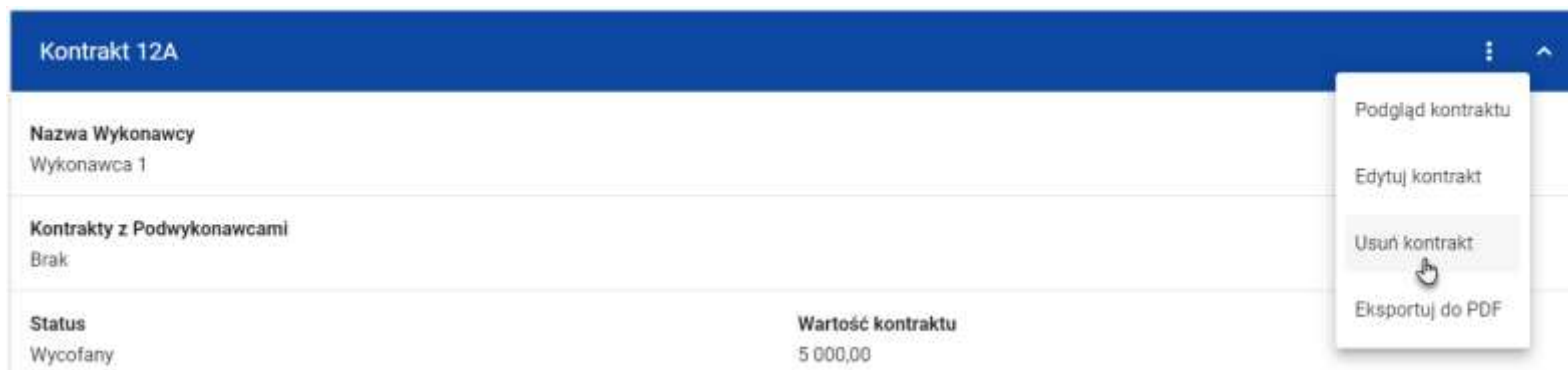 Kontrakt 12A
Podgląd kontraktu
Nazwa Wykonawcy
Wykonawca 1
Edytuj kontrakt
Kontrakty z Podwykonawcami
Brak
Usuń kontrakt
Eksportuj do PDF
Status
Wycofany
Wartość kontraktu
5 000,00